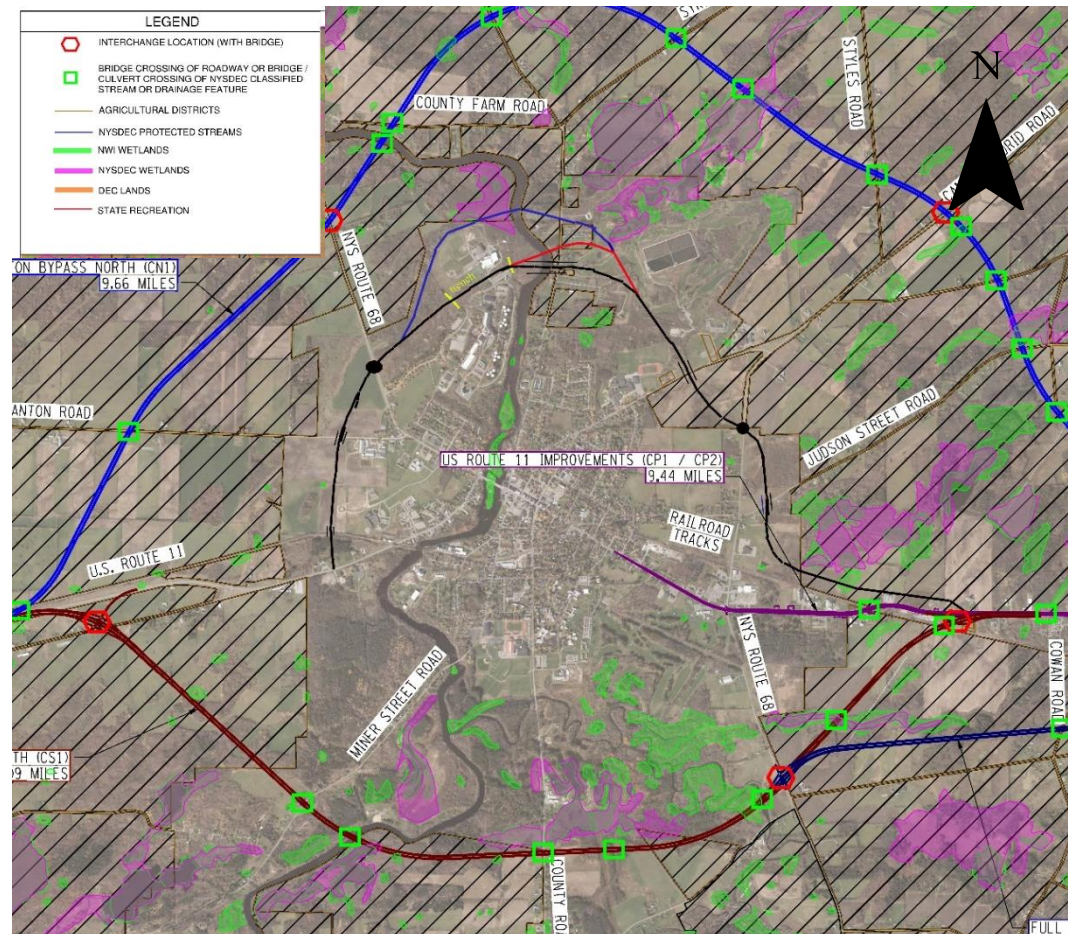 LEGEND
INTERCHANGE LOCATION (WITH BRIDGE)
BRIDGE CROSSING OF ROADWAY OR BRIDGE /
CULVERT CROSSING OF NYSDEC CLASSIFIED
STREAM OR DRAINAGE FEATURE
AGRICULTURAL DISTRICTS
NYSDEC PROTECTED STREAMS
NWI WETLANDS
NYSDEC WETLANDS
DEC LANDS
STATE RECREATION
N
STYLES ROAD
COUNTY FARM ROAD
RID ROAD
NYS ROUTE 68
ON BYPASS NORTH (CN1)
9.66 MILES
ANTON ROAD
JUDSON STREET ROAD
US ROUTE 11 IMPROVEMENTS (CP1 / CP2)
9.44 MILES
RAILROAD
TRACKS
U.S. ROUTE 11
MINER STREET ROAD
NYS ROUTE 68
COWAN ROAD
TH (CS1)
9 MILES
COUNTY RO
FULL